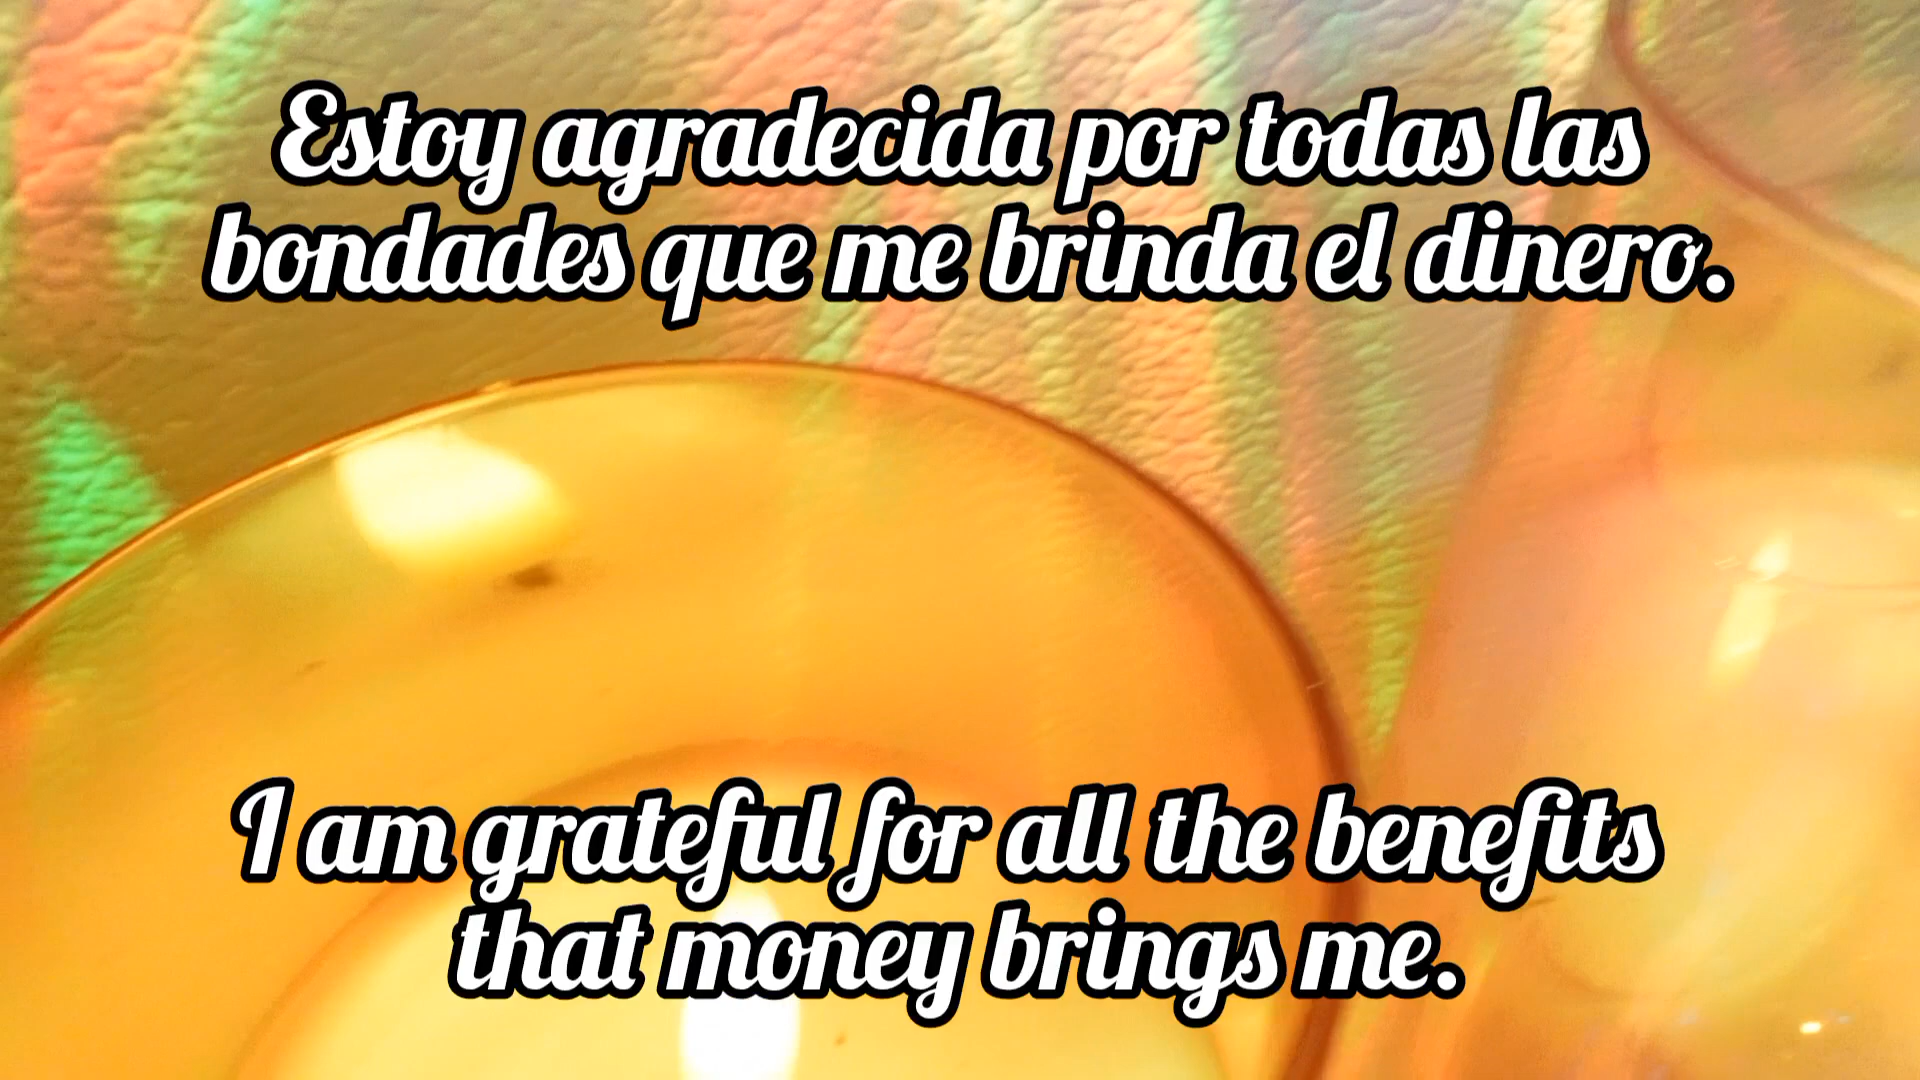 Estoy agradecida por todas las
bondades que me brinda el dinero.
I am grateful for all the benefits
that money brings me.